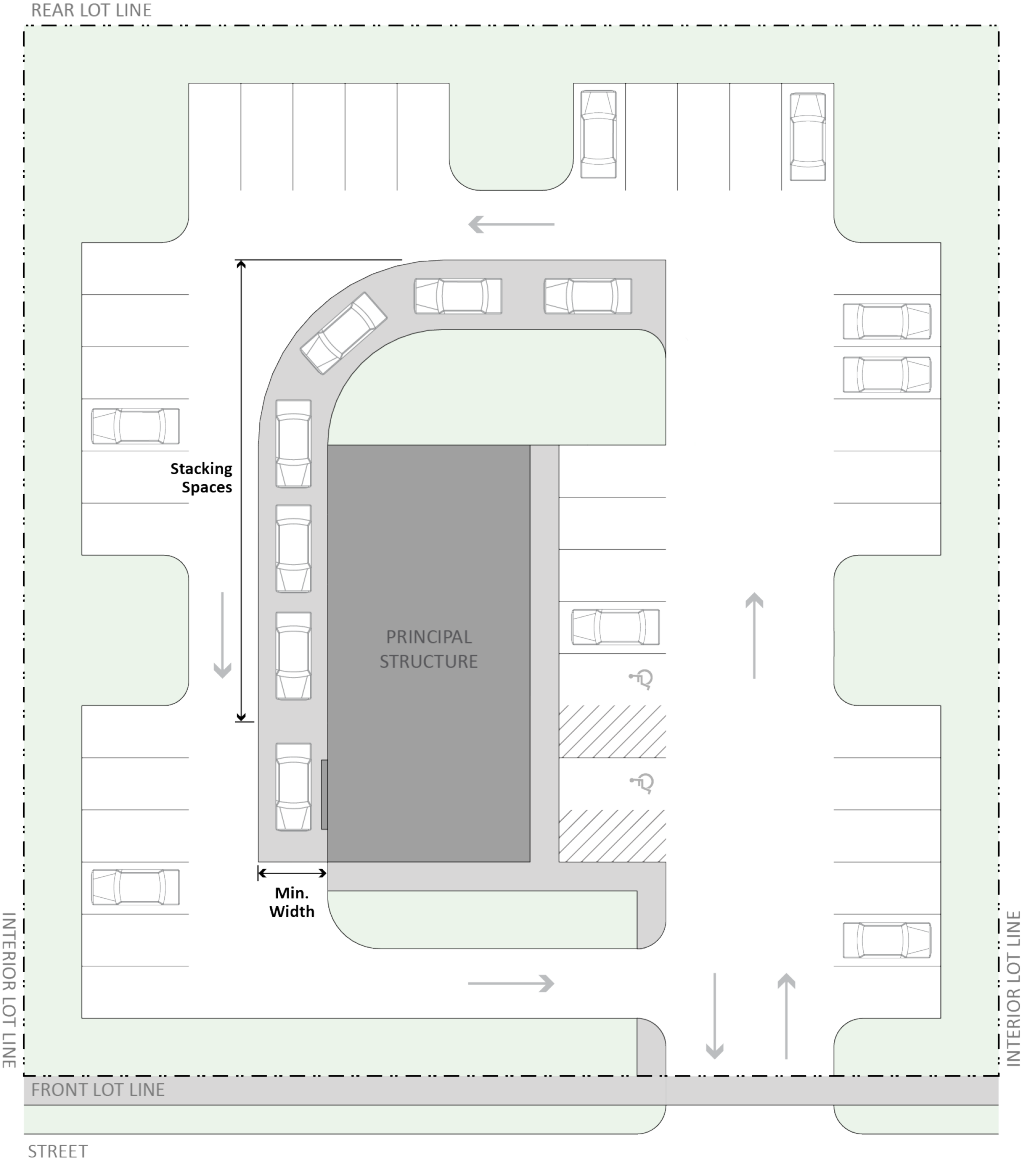 REAR LOT LINE
Stacking
Spaces
PRINCIPAL
STRUCTURE
Min.
Width
INTERIOR LOT LINE
INTERIOR LOT LINE
FRONT LOT LINE
STREET